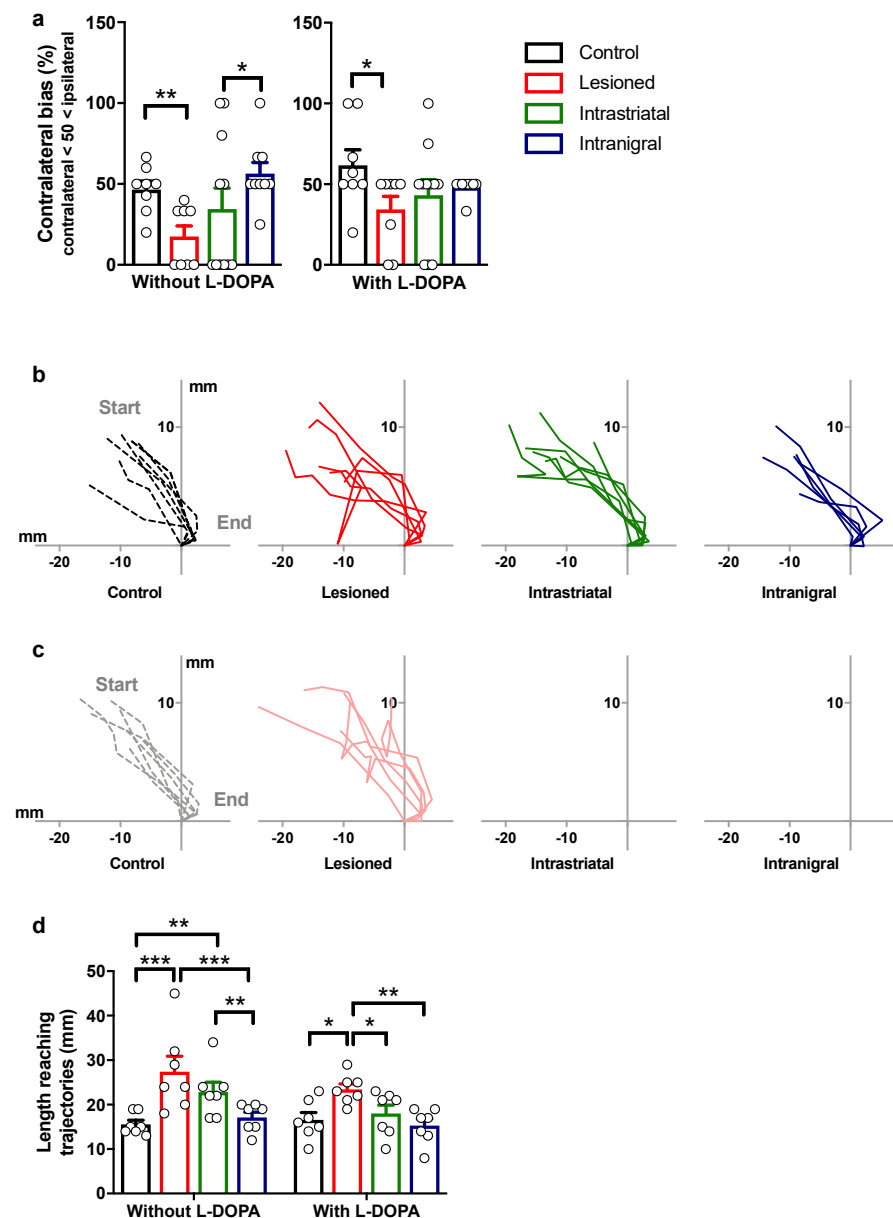 a
Contralateral bias (%)
contralateral < 50 < ipsilateral
150
100
50
0
**
*
Without L-DOPA
150
100
50
0
*
With L-DOPA
Control
Lesioned
Intrastriatal
Intranigral
b
mm
Start
10
End
mm
-20
-10
Control
10
-20
-10
Lesioned
10
-20
-10
Intrastriatal
10
-20
-10
Intranigral
c
mm
Start
10
End
mm
-20
-10
Control
10
-20
-10
Lesioned
10
-20
-10
Intrastriatal
10
-20
-10
Intranigral
d
Length reaching
trajectories (mm)
50
40
30
20
10
0
**
***
***
**
**
*
*
Without L-DOPA
With L-DOPA